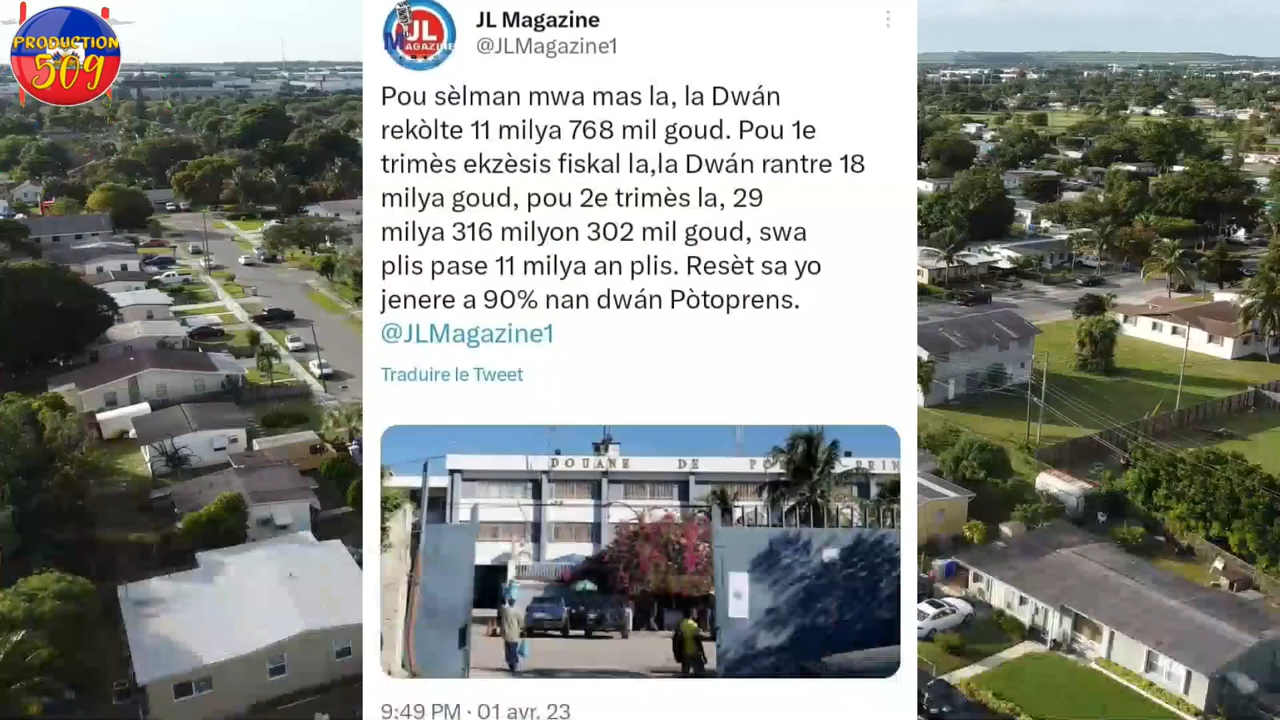 PRODUCTION
509
JL
MAGAZINE
JL Magazine
@JLMagazine1
Pou sèlman mwa mas la, la Dwán
rekòlte 11 milya 768 mil goud. Pou 1e
trimès ekzèsis fiskal la,la Dwán rantre 18
milya goud, pou 2e trimès la, 29
milya 316 milyon 302 mil goud, swa
plis pase 11 milya an plis. Resèt sa yo
jenere a 90% nan dwán Pòtoprens.
@JLMagazine1
Traduire le Tweet
DOUANE DE
9:49 PM · 01 avr. 23